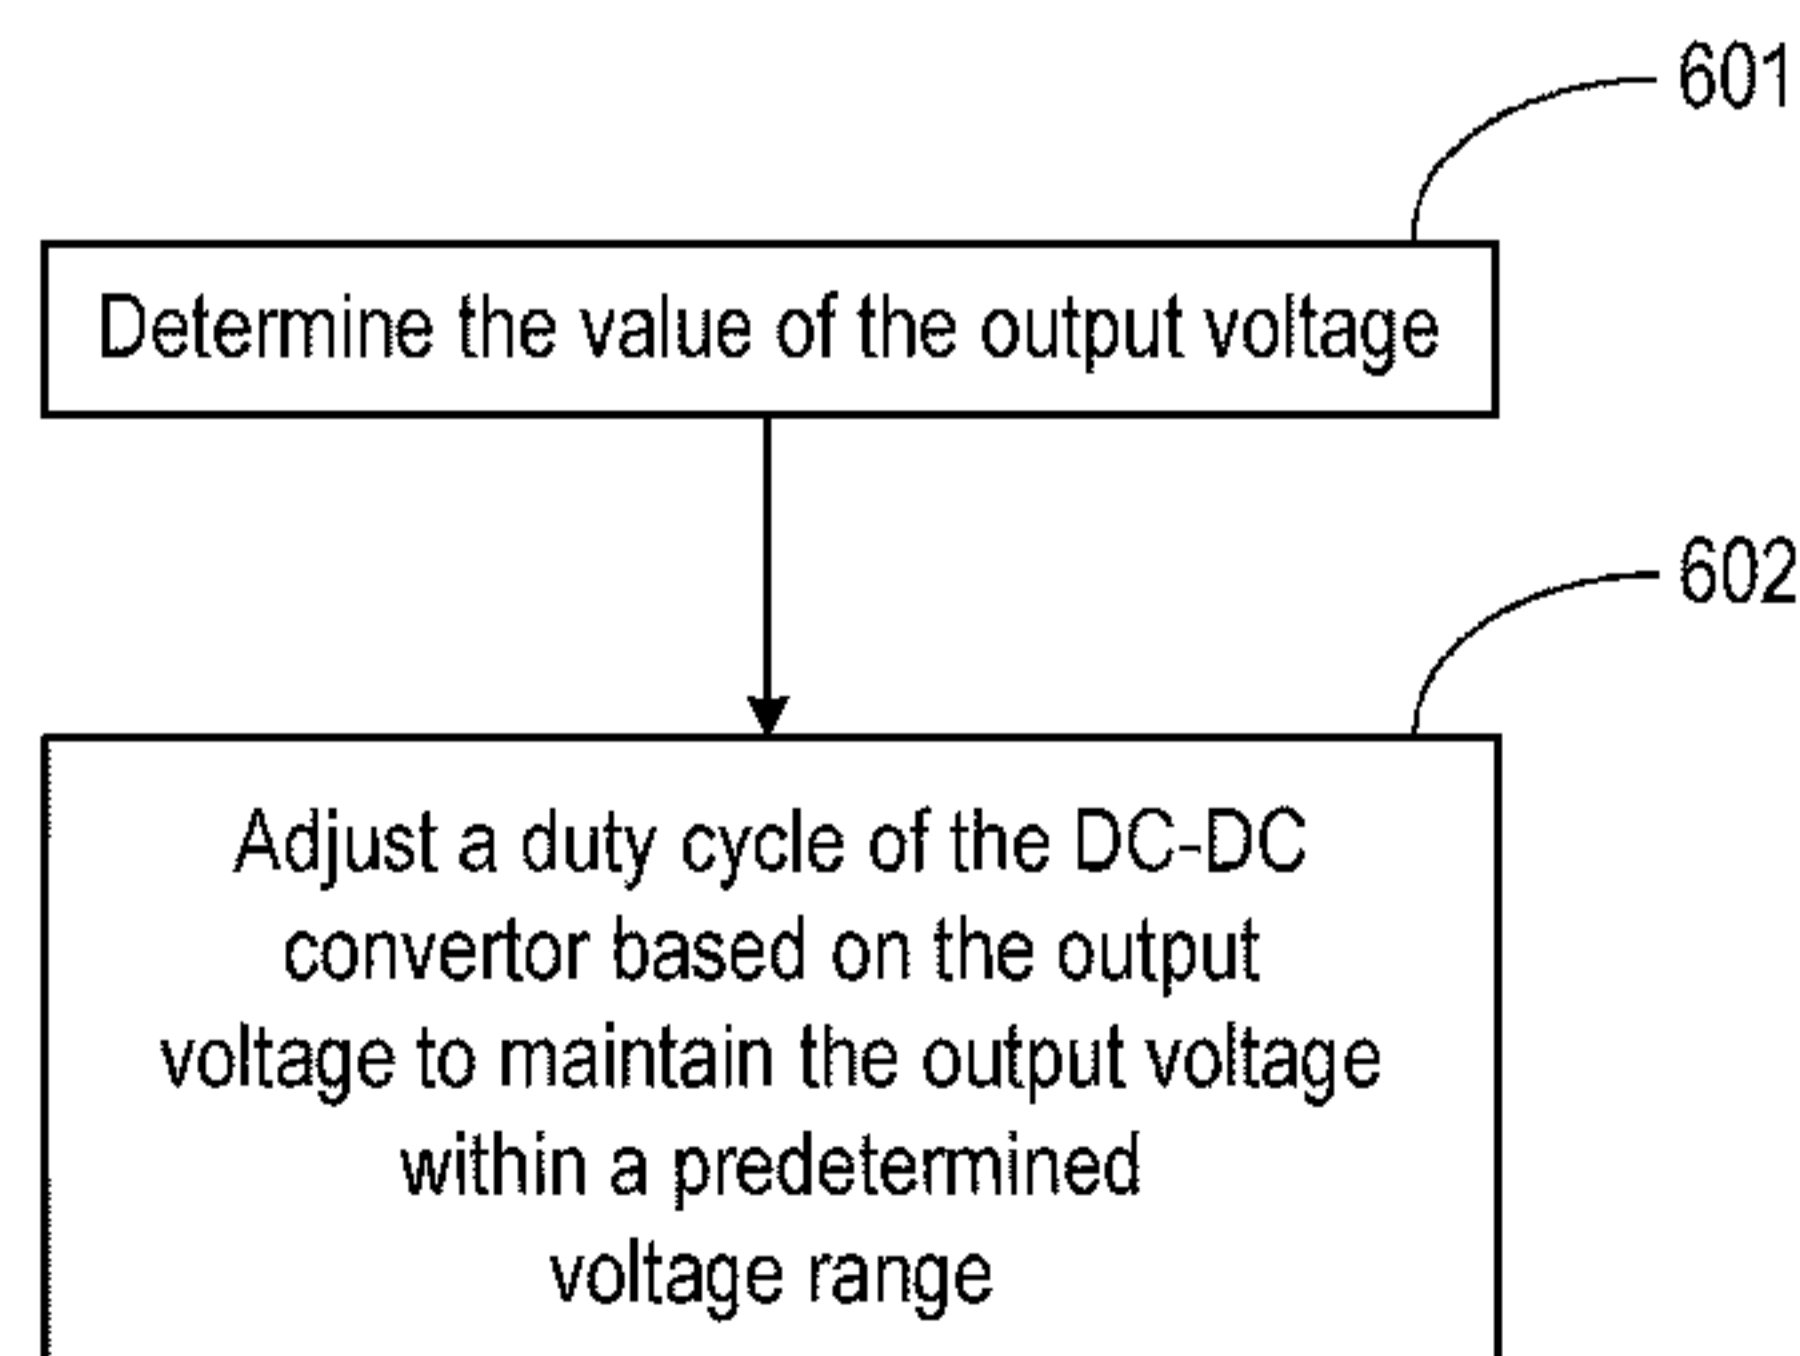 601
Determine the value of the output voltage
602
Adjust a duty cycle of the DC-DC
convertor based on the output
voltage to maintain the output voltage
within a predetermined
voltage range